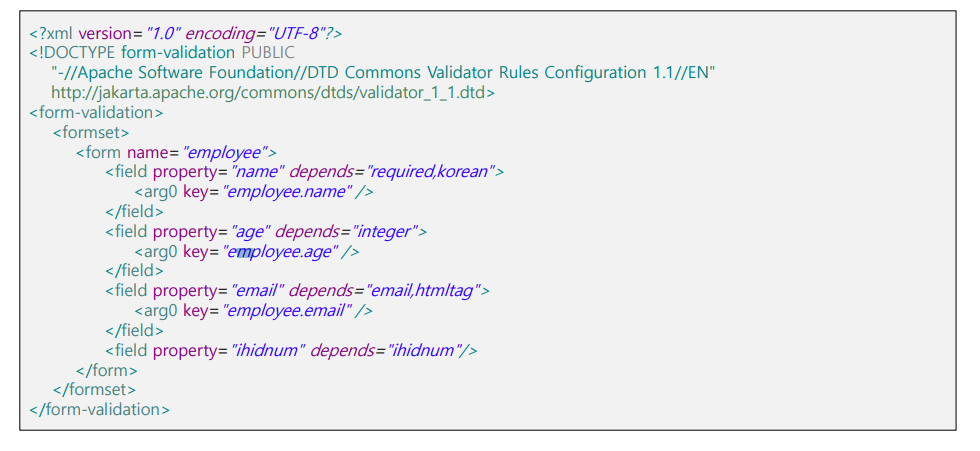 <?xml version="1.0" encoding="UTF-8"?>
<!DOCTYPE form-validation PUBLIC
"-//Apache Software Foundation//DTD Commons Validator Rules Configuration 1.1//EN"
http://jakarta.apache.org/commons/dtds/validator_1_1.dtd>
<form-validation>
<formset>
<form name="employee">
<field property="name" depends="required,korean">
<arg0 key="employee.name" />
</field>
<field property="age" depends="integer">
<arg0 key="employee.age" />
</field>
<field property="email" depends="email,htmltag">
<arg0 key="employee.email" />
</field>
<field property="ihidnum" depends="ihidnum"/>
</form>
</formset>
</form-validation>